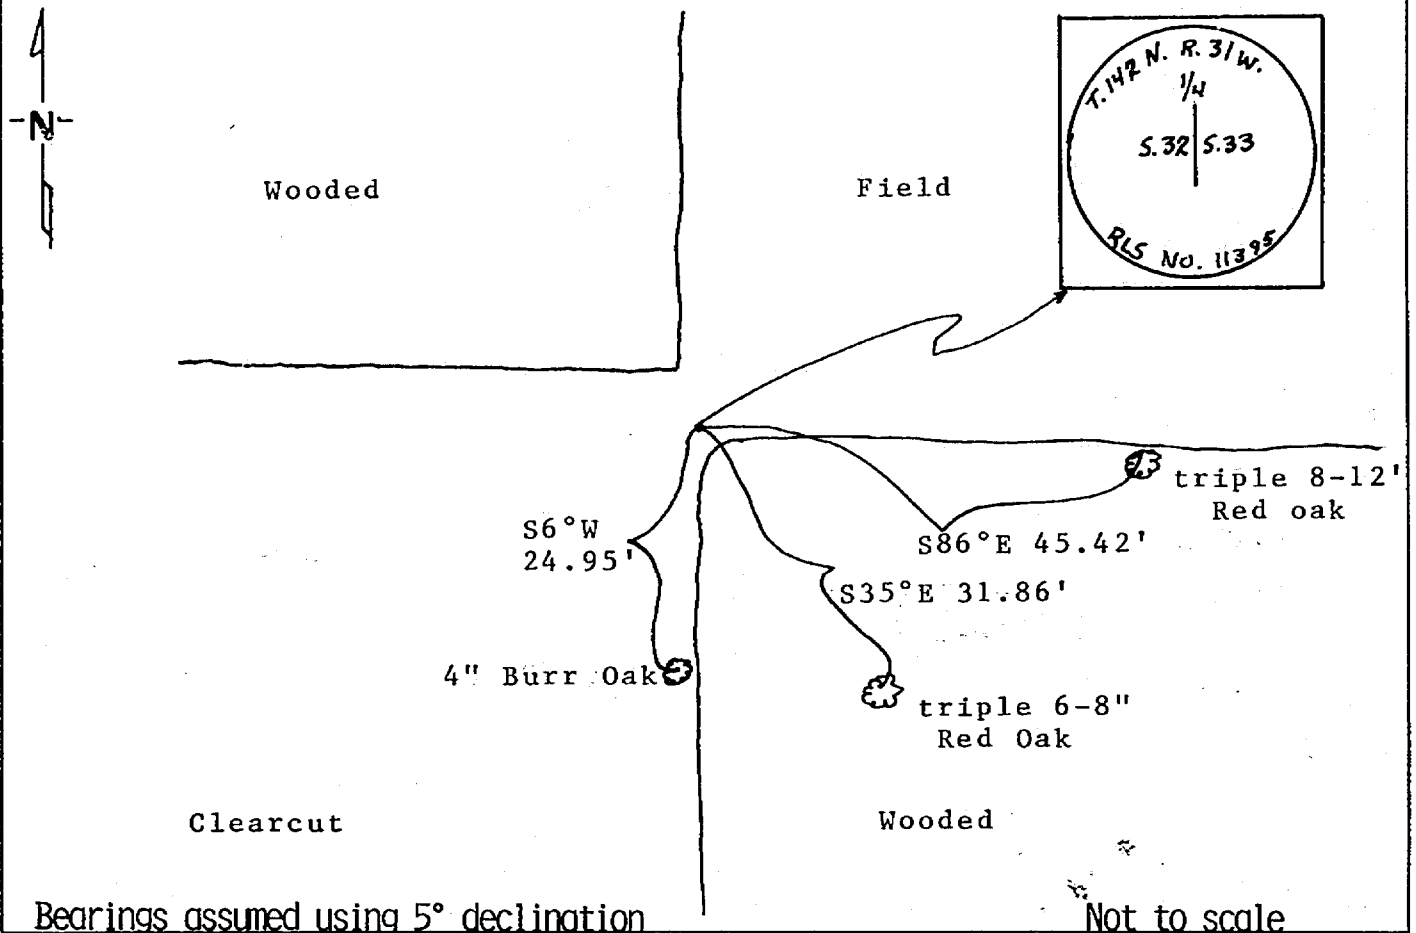 -N-
Wooded
Field
T.142 N. R. 31W.
1/4
S.32 S.33
RLS No. 11395
triple 8-12'
Red oak
S6°W
24.95'
S86°E 45.42'
S35°E 31.86'
4" Burr Oak
triple 6-8"
Red Oak
Clearcut
Wooded
Bearings assumed using 5° declination
Not to scale